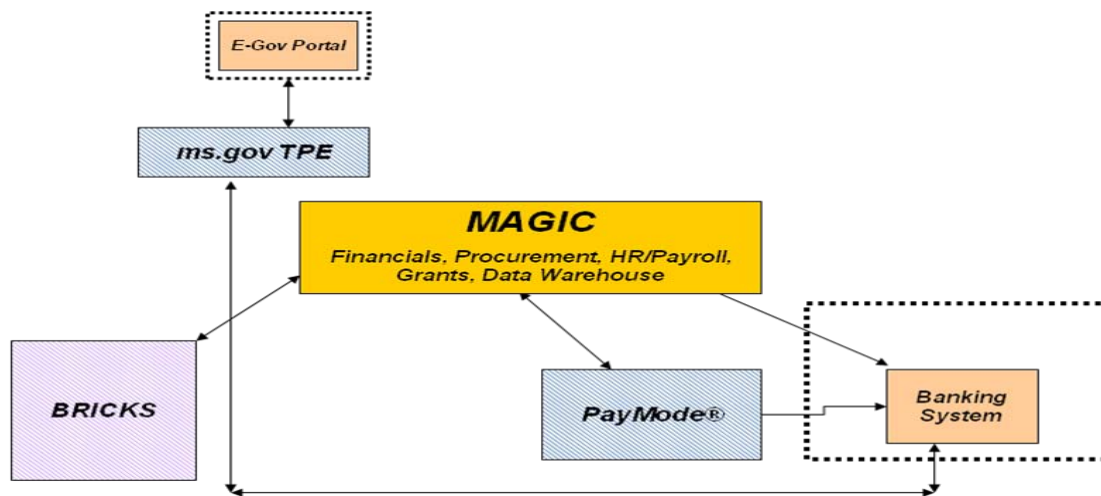 E-Gov Portal
ms.gov TPE
MAGIC
Financials, Procurement, HR/Payroll,
Grants, Data Warehouse
BRICKS
PayMode®
Banking
System